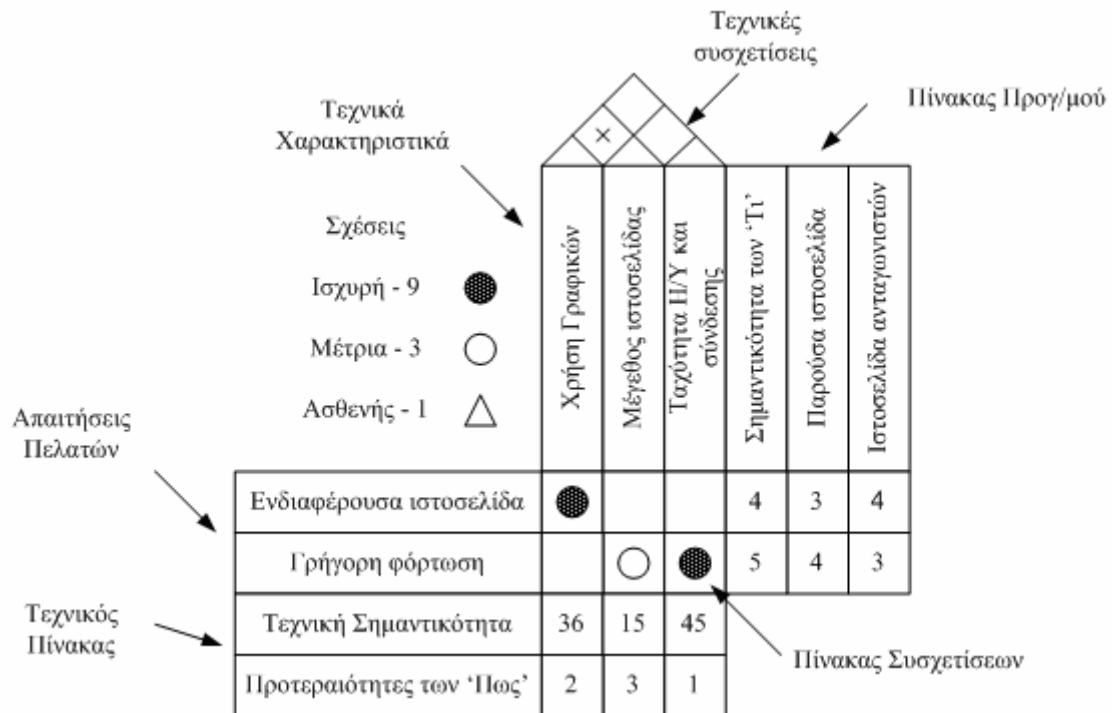 Τεχνικές
συσχετίσεις
Πίνακας Προγ/μού
Τεχνικά
Χαρακτηριστικά
×
Σχέσεις
Ισχυρή - 9
Μέτρια - 3
Ασθενής - 1
Χρήση Γραφικών
Μέγεθος ιστοσελίδας
Ταχύτητα Η/Υ και
σύνδεσης
Σημαντικότητα των ‘Τι’
Παρούσα ιστοσελίδα
Ιστοσελίδα ανταγωνιστών
Απαιτήσεις
Πελατών
Ενδιαφέρουσα ιστοσελίδα 4 3 4
Γρήγορη φόρτωση 5 4 3
Τεχνικός
Πίνακας
Τεχνική Σημαντικότητα 36 15 45
Προτεραιότητες των ‘Πως’ 2 3 1
Πίνακας Συσχετίσεων